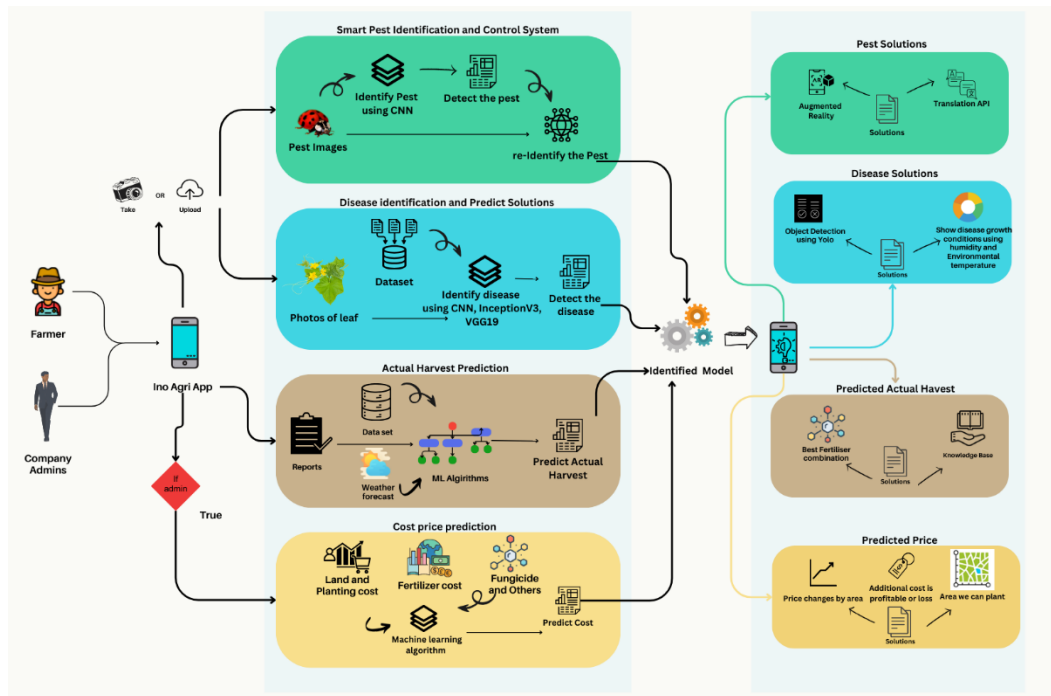 Smart Pest Identification and Control System
Identify Pest
using CNN
Detect the pest
Pest Images
re-Identify the Pest
Take
OR
Upload
Disease identification and Predict Solutions
Dataset
Photos of leaf
Identify disease
using CNN, InceptionV3,
VGG19
Detect the
disease
Farmer
Company
Admins
Ino Agri App
If
admin
True
Actual Harvest Prediction
Data set
Reports
Weather
forecast
ML Algirithms
Predict Actual
Harvest
Cost price prediction
Land and
Planting cost
Fertilizer cost
Fungicide
and Others
Machine learning
algorithm
Predict Cost
Identified Model
Pest Solutions
AR
Augmented
Reality
Solutions
Translation API
Disease Solutions
Object Detection
using Yolo
Solutions
Show disease growth
conditions using
humidity and
Environmental
temperature
Predicted Actual Havest
Best Fertiliser
combination
Solutions
Knowledge Base
Predicted Price
Price changes by area
Additional cost is
profitable or loss
Area we can plant
Solutions